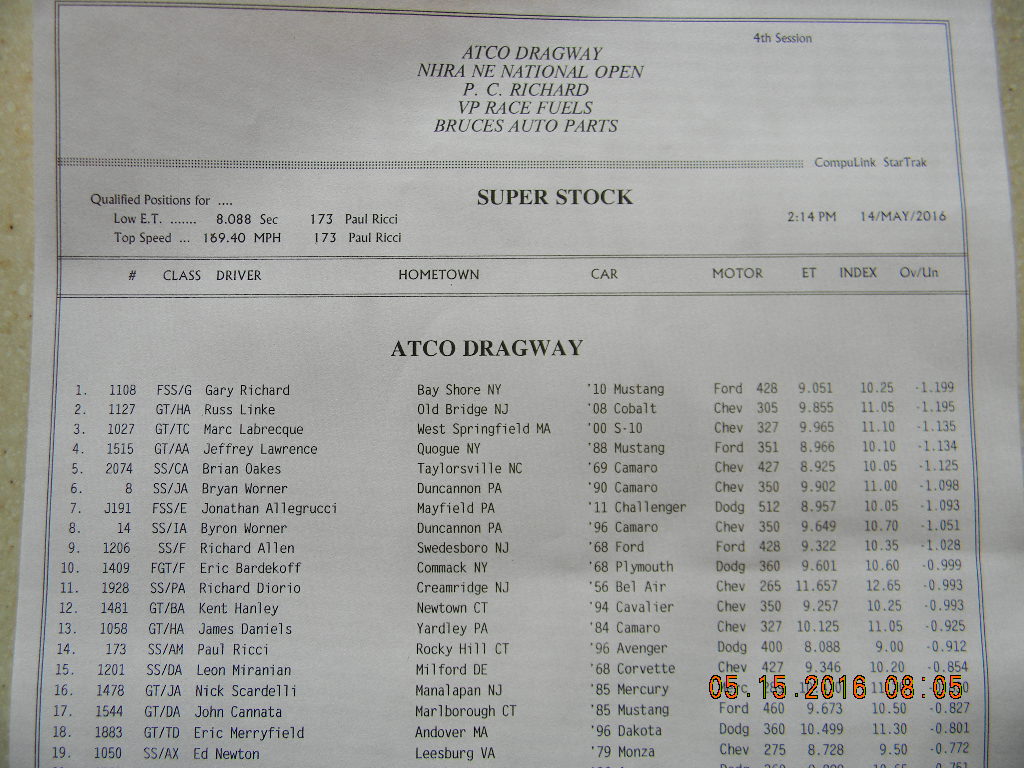 4th Session
ATCO DRAGWAY
NHRA NE NATIONAL OPEN
P. C. RICHARD
VP RACE FUELS
BRUCES AUTO PARTS
CompuLink StarTrak
Qualified Positions for ....
SUPER STOCK
Low E.T. ....... 8.088 Sec 173 Paul Ricci
2:14 PM 14/MAY/2016
Top Speed ... 169.40 MPH 173 Paul Ricci
# CLASS DRIVER HOMETOWN CAR MOTOR ET INDEX Ov/Un
ATCO DRAGWAY
1. 1108 FSS/G Gary Richard Bay Shore NY '10 Mustang Ford 428 9.051 10.25 -1.199
2. 1127 GT/HA Russ Linke Old Bridge NJ '08 Cobalt Chev 305 9.855 11.05 -1.195
3. 1027 GT/TC Marc Labrecque West Springfield MA '00 S-10 Chev 327 9.965 11.10 -1.135
4. 1515 GT/AA Jeffrey Lawrence Quogue NY '88 Mustang Ford 351 8.966 10.10 -1.134
5. 2074 SS/CA Brian Oakes Taylorsville NC '69 Camaro Chev 427 8.925 10.05 -1.125
6. 8 SS/JA Bryan Worner Duncannon PA '90 Camaro Chev 350 9.902 11.00 -1.098
7. J191 FSS/E Jonathan Allegrucci Mayfield PA '11 Challenger Dodg 512 8.957 10.05 -1.093
8. 14 SS/IA Byron Worner Duncannon PA '96 Camaro Chev 350 9.649 10.70 -1.051
9. 1206 SS/F Richard Allen Swedesboro NJ '68 Ford Ford 428 9.322 10.35 -1.028
10. 1409 FGT/F Eric Bardekoff Commack NY '68 Plymouth Dodg 360 9.601 10.60 -0.999
11. 1928 SS/PA Richard Diorio Creamridge NJ '56 Bel Air Chev 265 11.657 12.65 -0.993
12. 1481 GT/BA Kent Hanley Newtown CT '94 Cavalier Chev 350 9.257 10.25 -0.993
13. 1058 GT/HA James Daniels Yardley PA '84 Camaro Chev 327 10.125 11.05 -0.925
14. 173 SS/AM Paul Ricci Rocky Hill CT '96 Avenger Dodg 400 8.088 9.00 -0.912
15. 1201 SS/DA Leon Miranian Milford DE '68 Corvette Chev 427 9.346 10.20 -0.854
16. 1478 GT/JA Nick Scardelli Manalapan NJ '85 Mercury
05.15.2016 08:05
17. 1544 GT/DA John Cannata Marlborough CT '85 Mustang Ford 460 9.673 10.50 -0.827
18. 1883 GT/TD Eric Merryfield Andover MA '96 Dakota Dodg 360 10.499 11.30 -0.801
19. 1050 SS/AX Ed Newton Leesburg VA '79 Monza Chev 275 8.728 9.50 -0.772